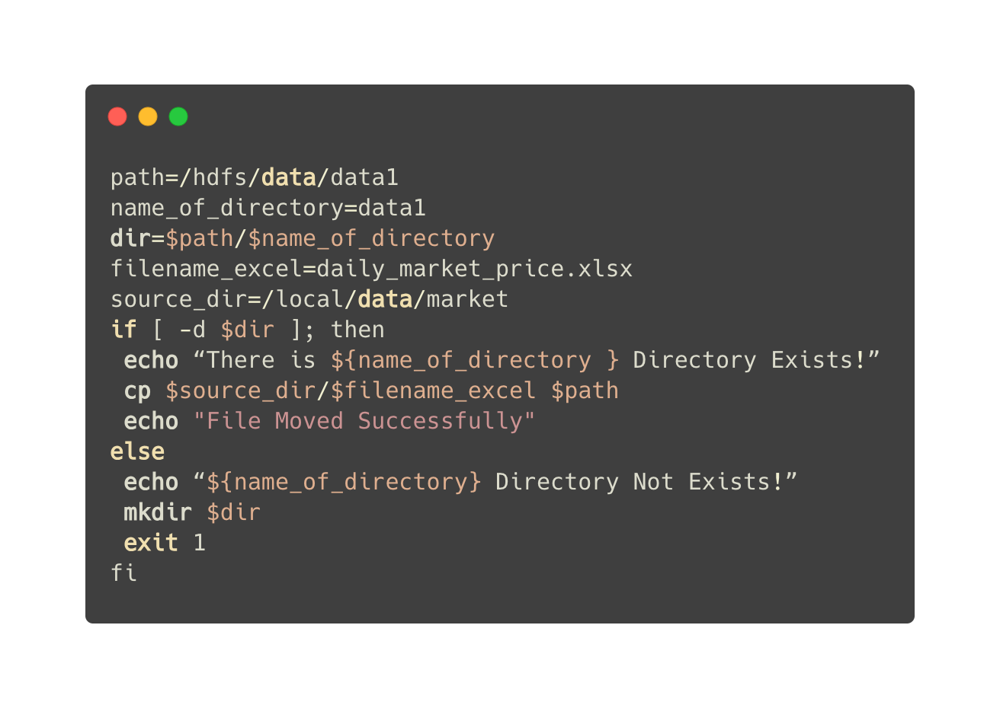 path=/hdfs/data/data1
name_of_directory=data1
dir=$path/$name_of_directory
filename_excel=daily_market_price.xlsx
source_dir=/local/data/market
if [ -d $dir ]; then
 echo “There is ${name_of_directory } Directory Exists!”
 cp $source_dir/$filename_excel $path
 echo "File Moved Successfully"
else
 echo “${name_of_directory} Directory Not Exists!”
 mkdir $dir
 exit 1
fi